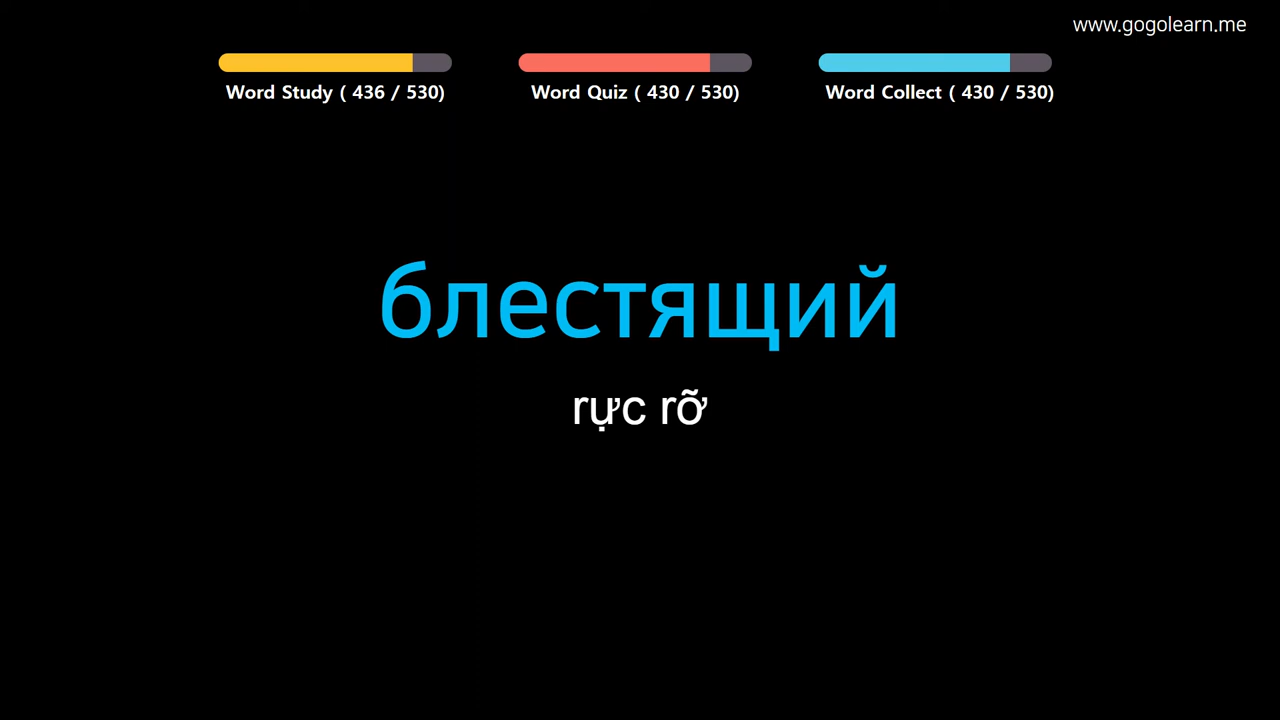 www.gogolearn.me
Word Study ( 436 / 530)
Word Quiz ( 430 / 530)
Word Collect ( 430 / 530)
блестящий
rực rỡ